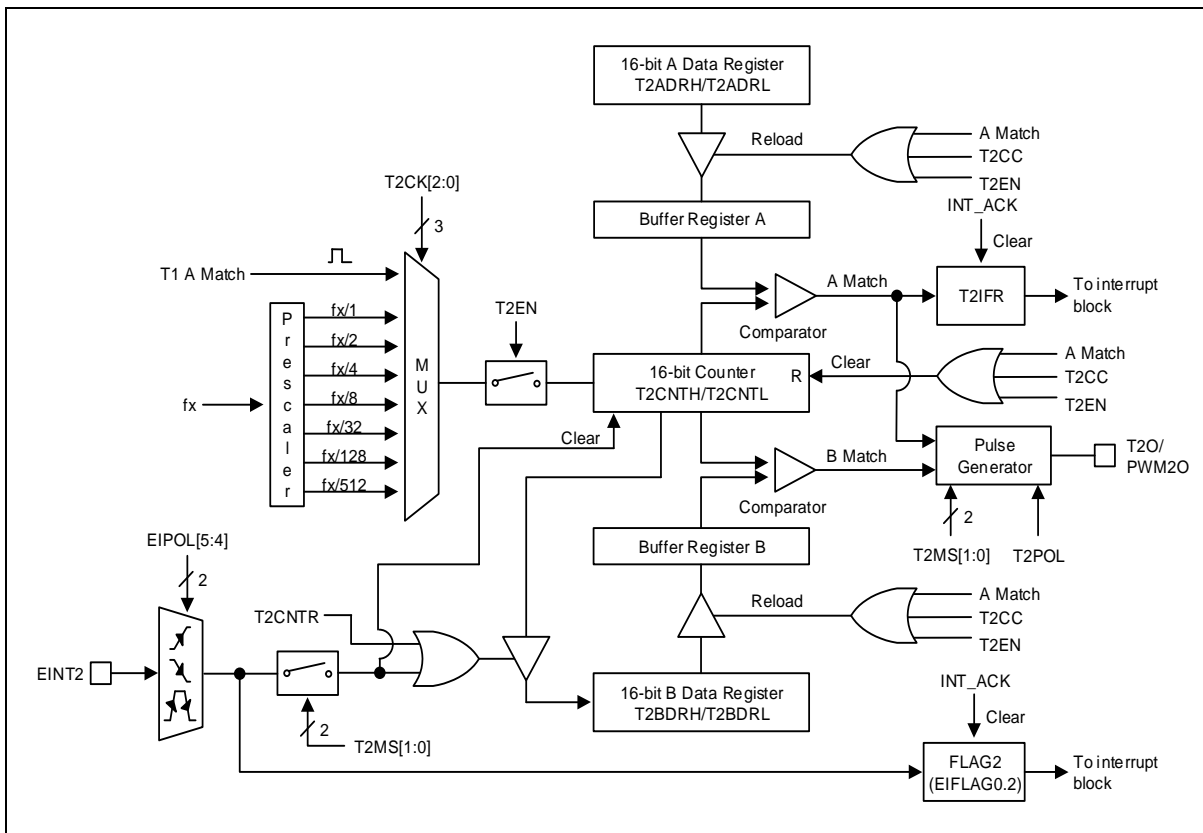 16-bit A Data Register
T2ADRH/T2ADRL
Reload
A Match
T2CC
T2EN
T2CK[2:0]
3
Buffer Register A
INT_ACK
Clear
T1 A Match
A Match
T2IFR
To interrupt
block
Comparator
Prescaler
fx/1
fx/2
fx/4
fx/8
fx/32
fx/128
fx/512
fx
MUX
T2EN
16-bit Counter
T2CNTH/T2CNTL
R
Clear
A Match
T2CC
T2EN
Clear
B Match
Comparator
Pulse
Generator
T2O/
PWM2O
2
T2MS[1:0]
T2POL
Buffer Register B
EIPOL[5:4]
2
T2CNTR
Reload
A Match
T2CC
T2EN
EINT2
2
T2MS[1:0]
16-bit B Data Register
T2BDRH/T2BDRL
INT_ACK
Clear
FLAG2
(EIFLAG0.2)
To interrupt
block